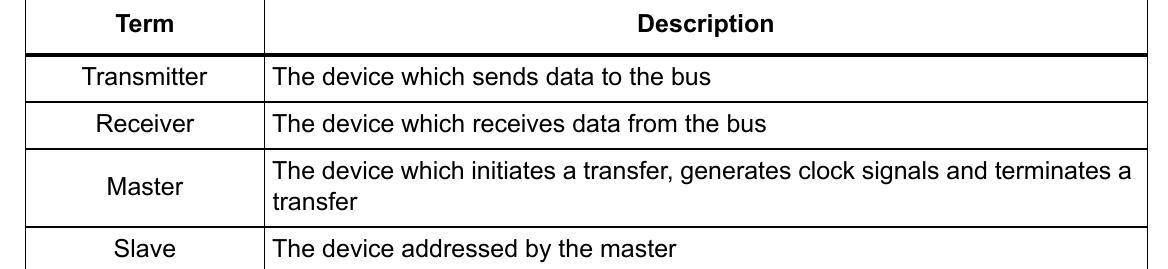 Term Description
Transmitter The device which sends data to the bus
Receiver The device which receives data from the bus
Master The device which initiates a transfer, generates clock signals and terminates a
transfer
Slave The device addressed by the master